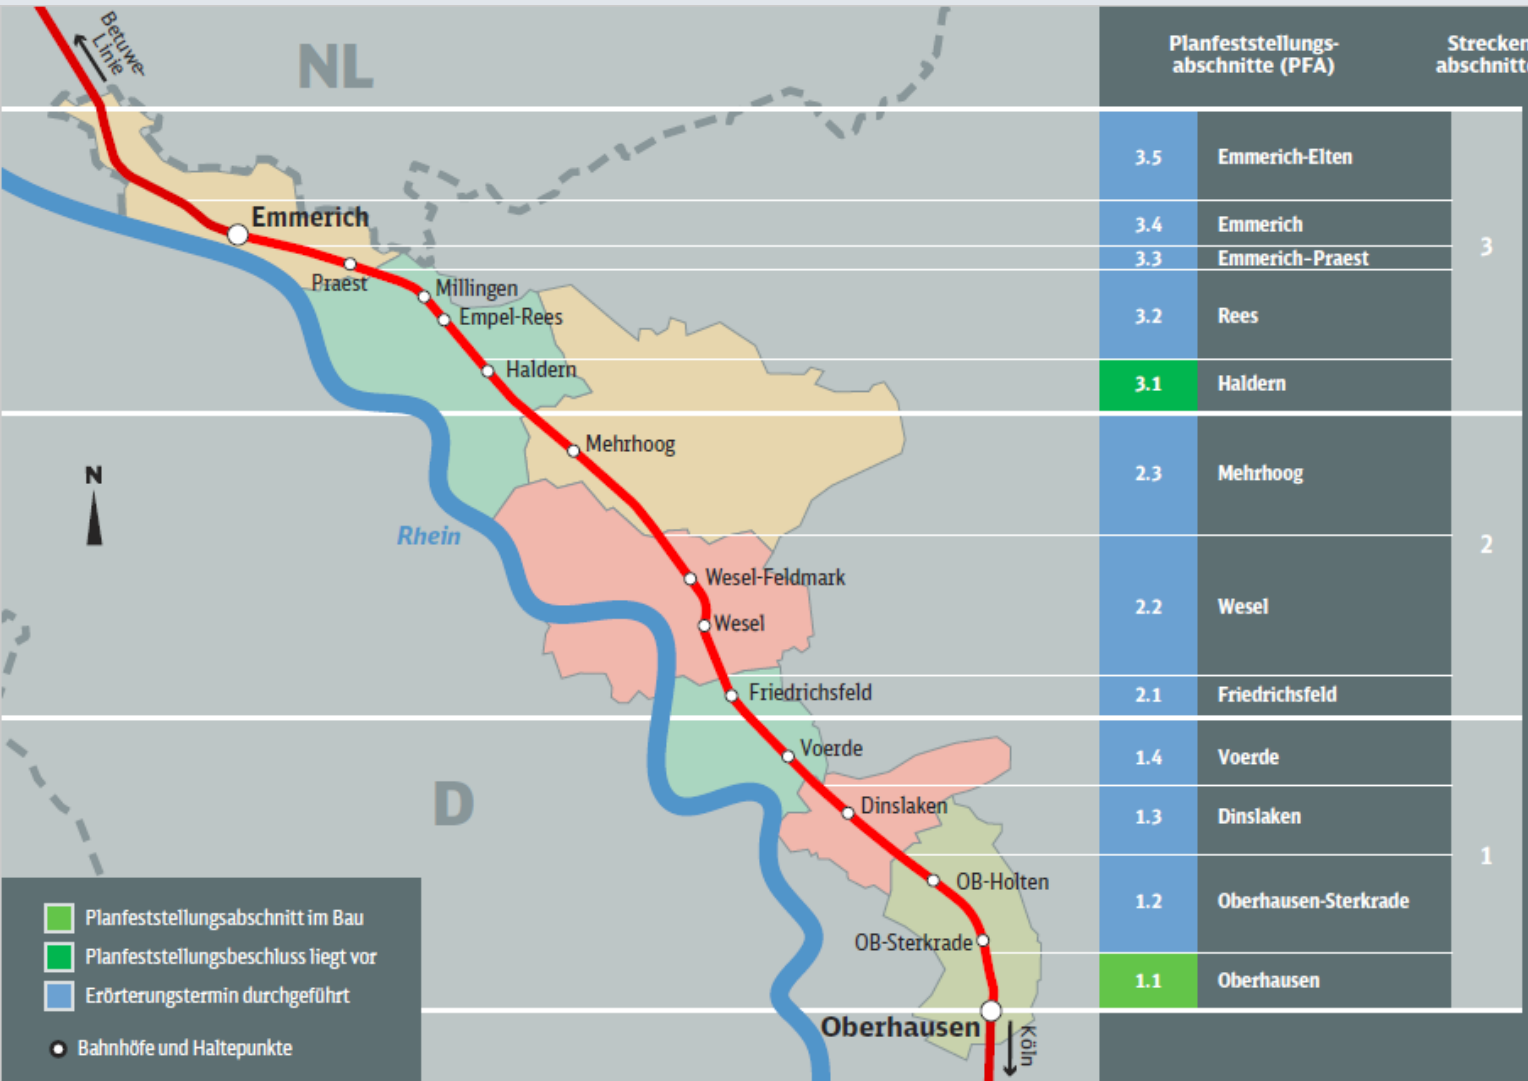 Betuwe-
Linie
NL
Emmerich
Praest
Millingen
Empel-Rees
Haldern
Mehrhoog
N
Rhein
Wesel-Feldmark
Wesel
Friedrichsfeld
Voerde
D
Dinslaken
OB-Holten
OB-Sterkrade
Oberhausen
Köln
Planfeststellungsabschnitt im Bau
Planfeststellungsbeschluss liegt vor
Erörterungstermin durchgeführt
Bahnhöfe und Haltepunkte
Planfeststellungs-
abschnitte (PFA)
Strecken
abschnitte
3.5 Emmerich-Elten
3.4 Emmerich
3.3 Emmerich-Praest
3.2 Rees
3.1 Haldern
3
2.3 Mehrhoog
2.2 Wesel
2.1 Friedrichsfeld
2
1.4 Voerde
1.3 Dinslaken
1.2 Oberhausen-Sterkrade
1.1 Oberhausen
1